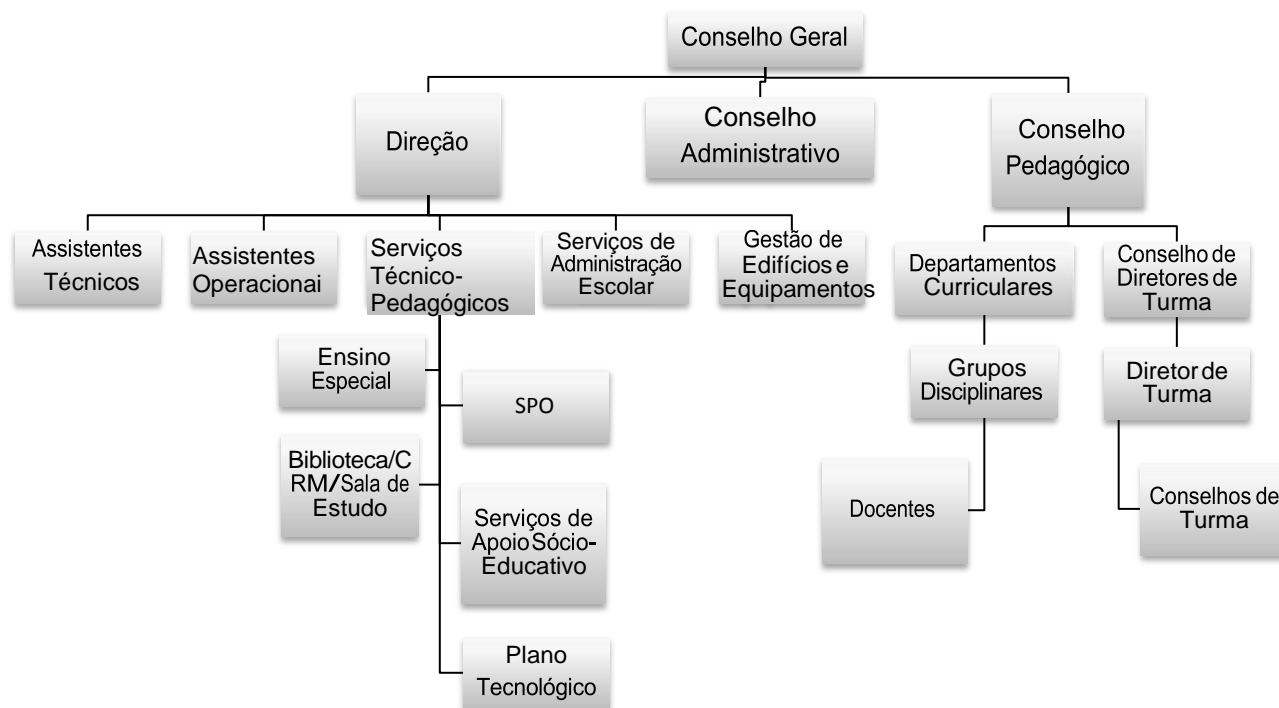 Conselho Geral
Direção
Conselho
Administrativo
Conselho
Pedagógico
Assistentes
Técnicos
Assistentes
Operacionai
Serviços
Técnico-
Pedagógicos
Serviços de
Administração
Escolar
Gestão de
Edifícios e
Equipamentos
Departamentos
Curriculares
Conselho de
Diretores de
Turma
Ensino
Especial
SPO
Biblioteca/C
RM/Sala de
Estudo
Serviços de
Apoio Sócio-
Educativo
Plano
Tecnológico
Grupos
Disciplinares
Diretor de
Turma
Docentes
Conselhos de
Turma